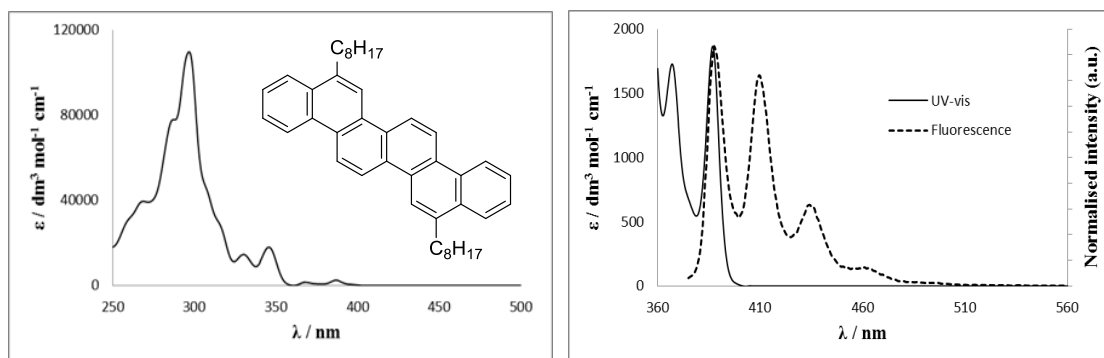 120000
80000
40000
0
ε / dm³ mol⁻¹ cm⁻¹
250 300 350 400 450 500
λ / nm
C₈H₁₇
C₈H₁₇
2000
1500
1000
500
0
ε / dm³ mol⁻¹ cm⁻¹
360 410 460 510 560
λ / nm
UV-vis
Fluorescence
Normalised intensity (a.u.)